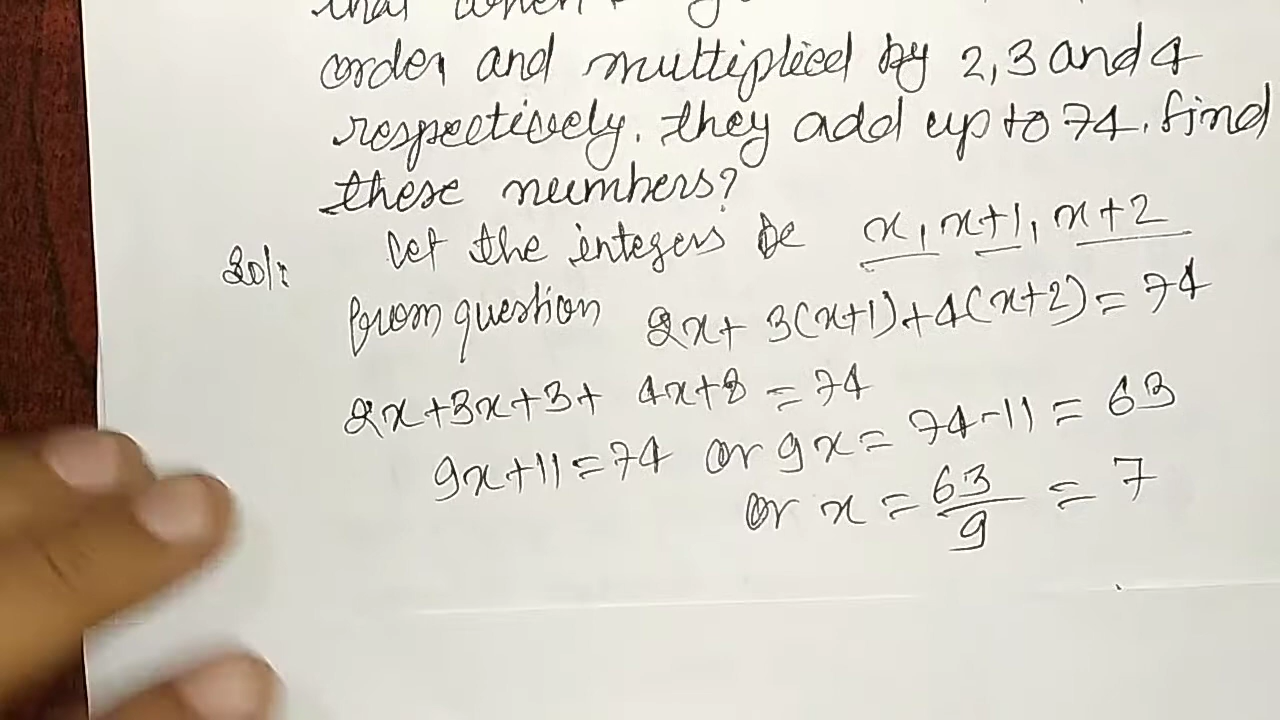 that when
order and multiplied by 2, 3 and 4
respectively. they add up to 74. find
these numbers?
Sol: let the integers be x, x+1, x+2
from question 2x+ 3(x+1)+4(x+2)= 74
2x+3x+3+ 4x+8 = 74
9x+11=74 or 9x= 74-11= 63
or x = 63/9 = 7